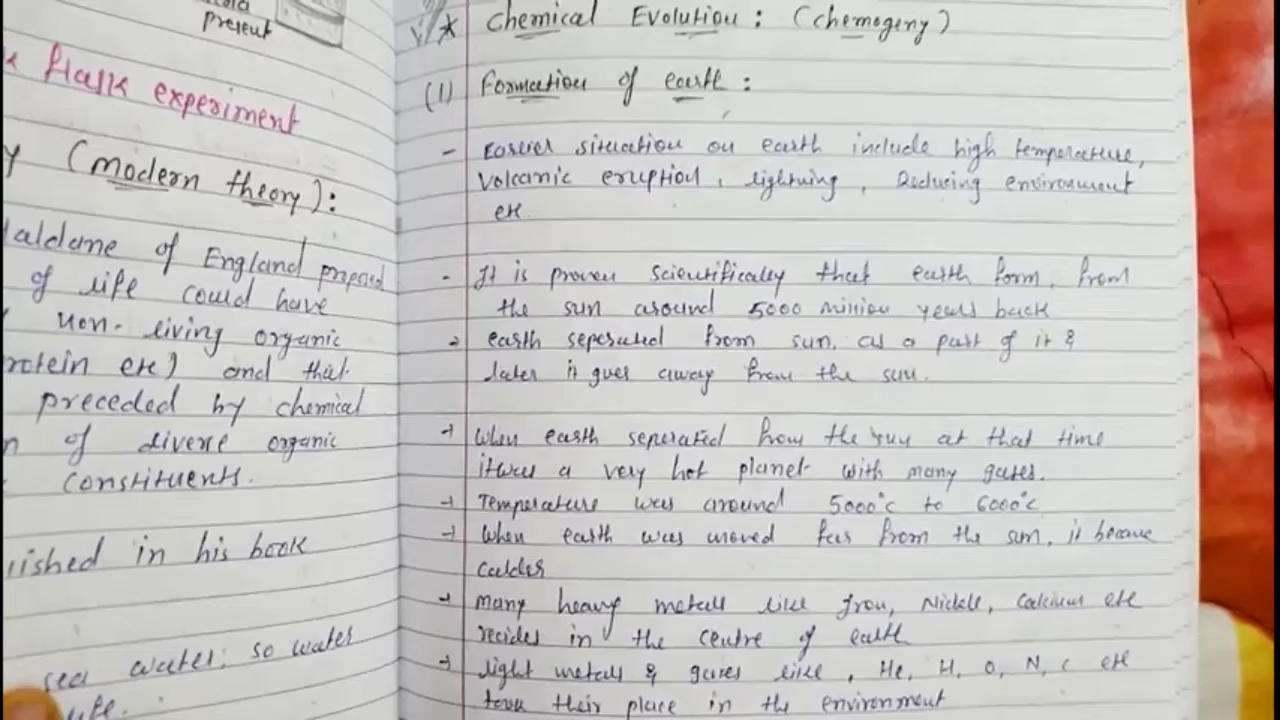 present
flask experiment
(modern theory):
aldane of England proposed
of life could have
non-living organic
rotein etc) and that
preceded by chemical
n of diverse organic
constituents.
lished in his book
sea water; so water
life.
* Chemical Evolution: (chemogeny)
(1) Formation of earth:
- Earlier situation on earth include high temperature,
volcanic eruption, lightning, Reducing environment
etc.
- It is proven scientifically that earth form, from
the sun around 5000 million years back
→ earth seperated from sun, as a part of it &
later it goes away from the sun.
→ When earth seperated from the sun at that time
it was a very hot planet with many gases.
→ Temperature was around 5000°c to 6000°c
→ When earth was moved far from the sun, it became
colder
→ Many heavy metals like Iron, Nickle, Calcium etc
recides in the centre of earth
→ light metals & gases like, He, H, O, N, C etc
took their place in the environment